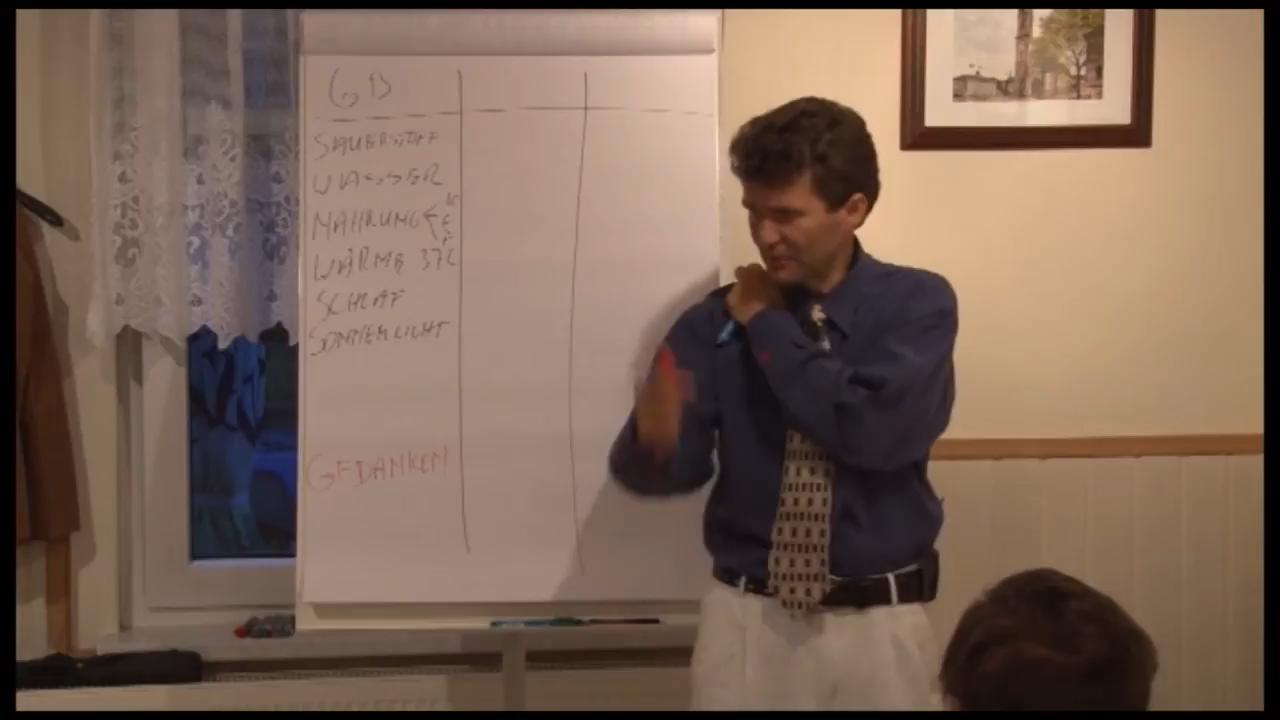 GB
SAUERSTOFF
WASSER
NAHRUNG <
WÄRME 37C
SCHLAF
SONNENLICHT
GEDANKEN